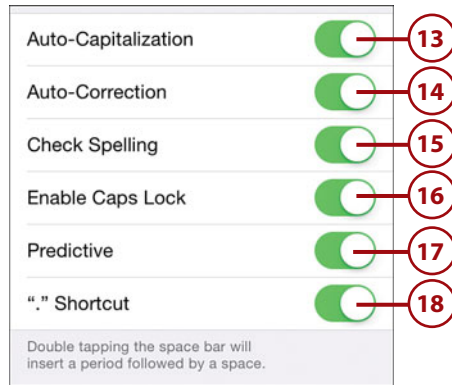 Auto-Capitalization 13
Auto-Correction 14
Check Spelling 15
Enable Caps Lock 16
Predictive 17
“.” Shortcut 18
Double tapping the space bar will
insert a period followed by a space.